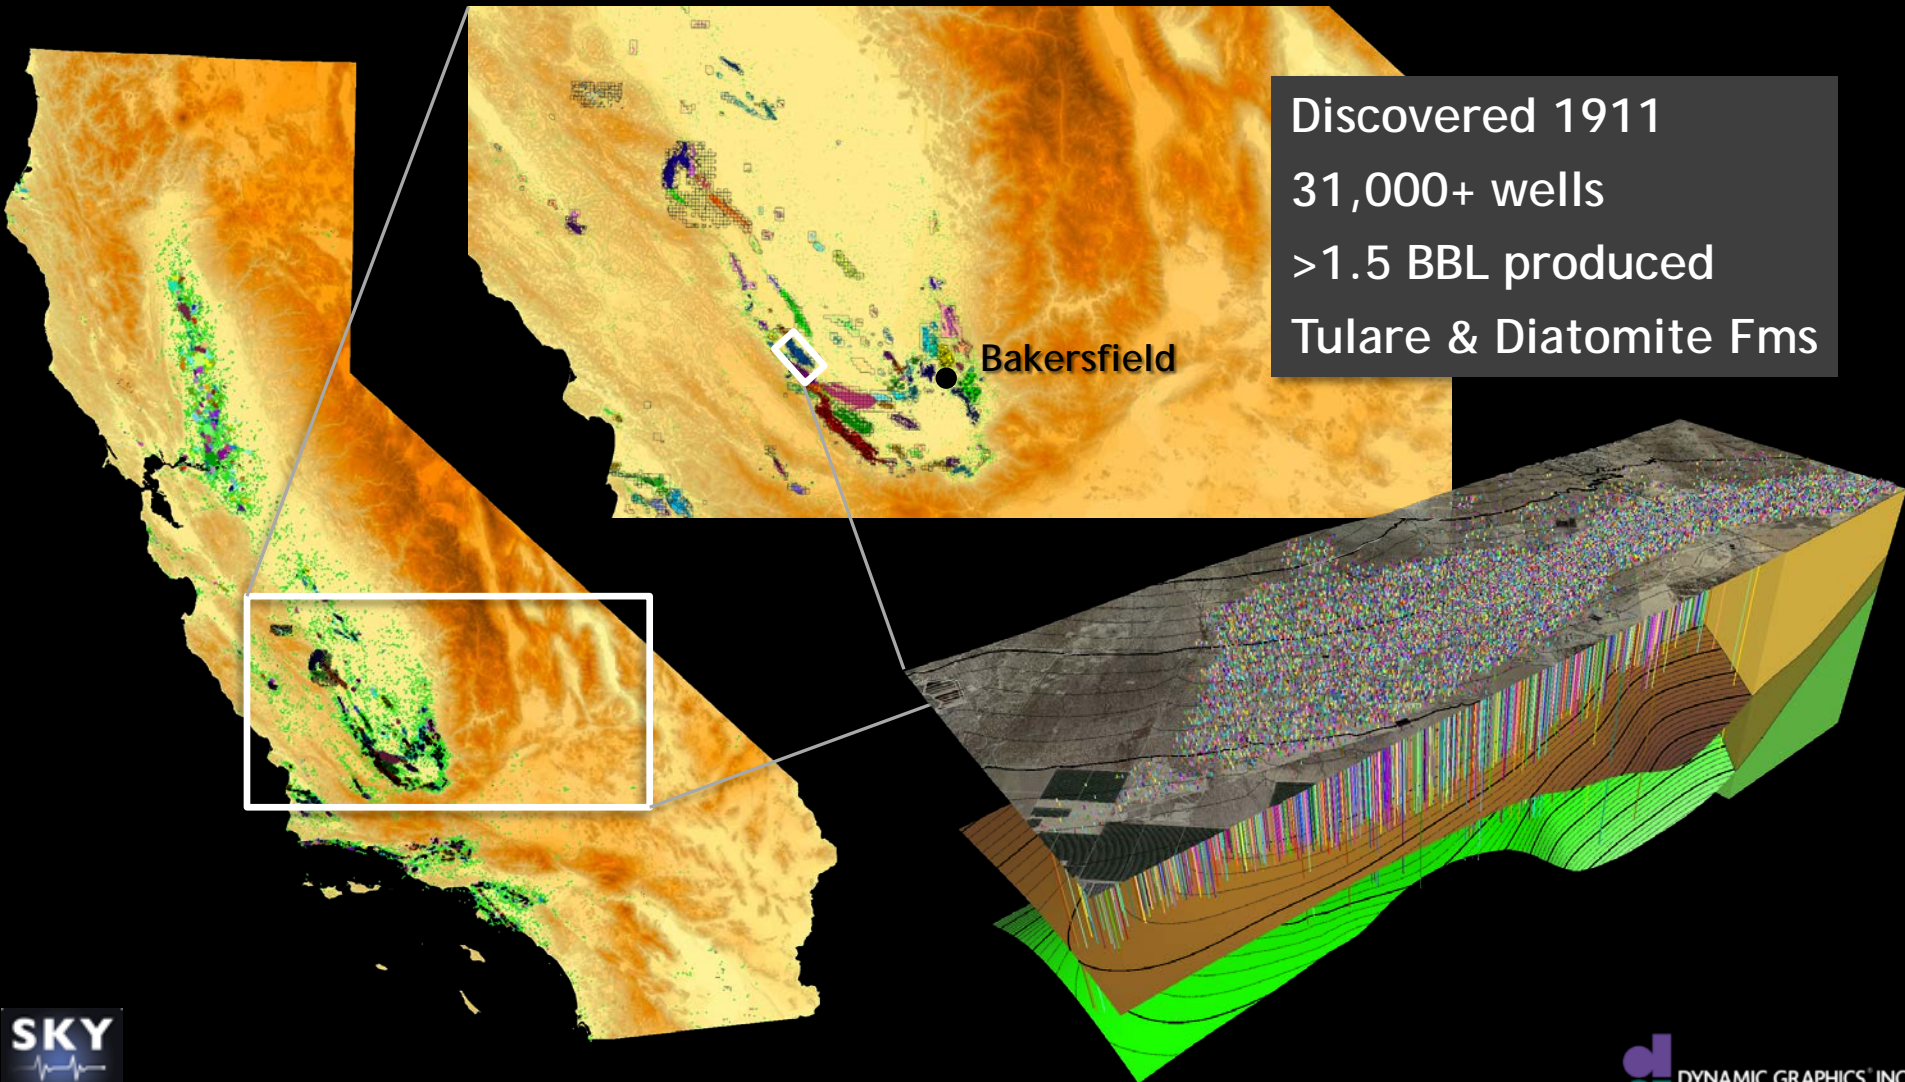 Discovered 1911
31,000+ wells
>1.5 BBL produced
Tulare & Diatomite Fms
Bakersfield
SKY
DYNAMIC GRAPHICS® INC